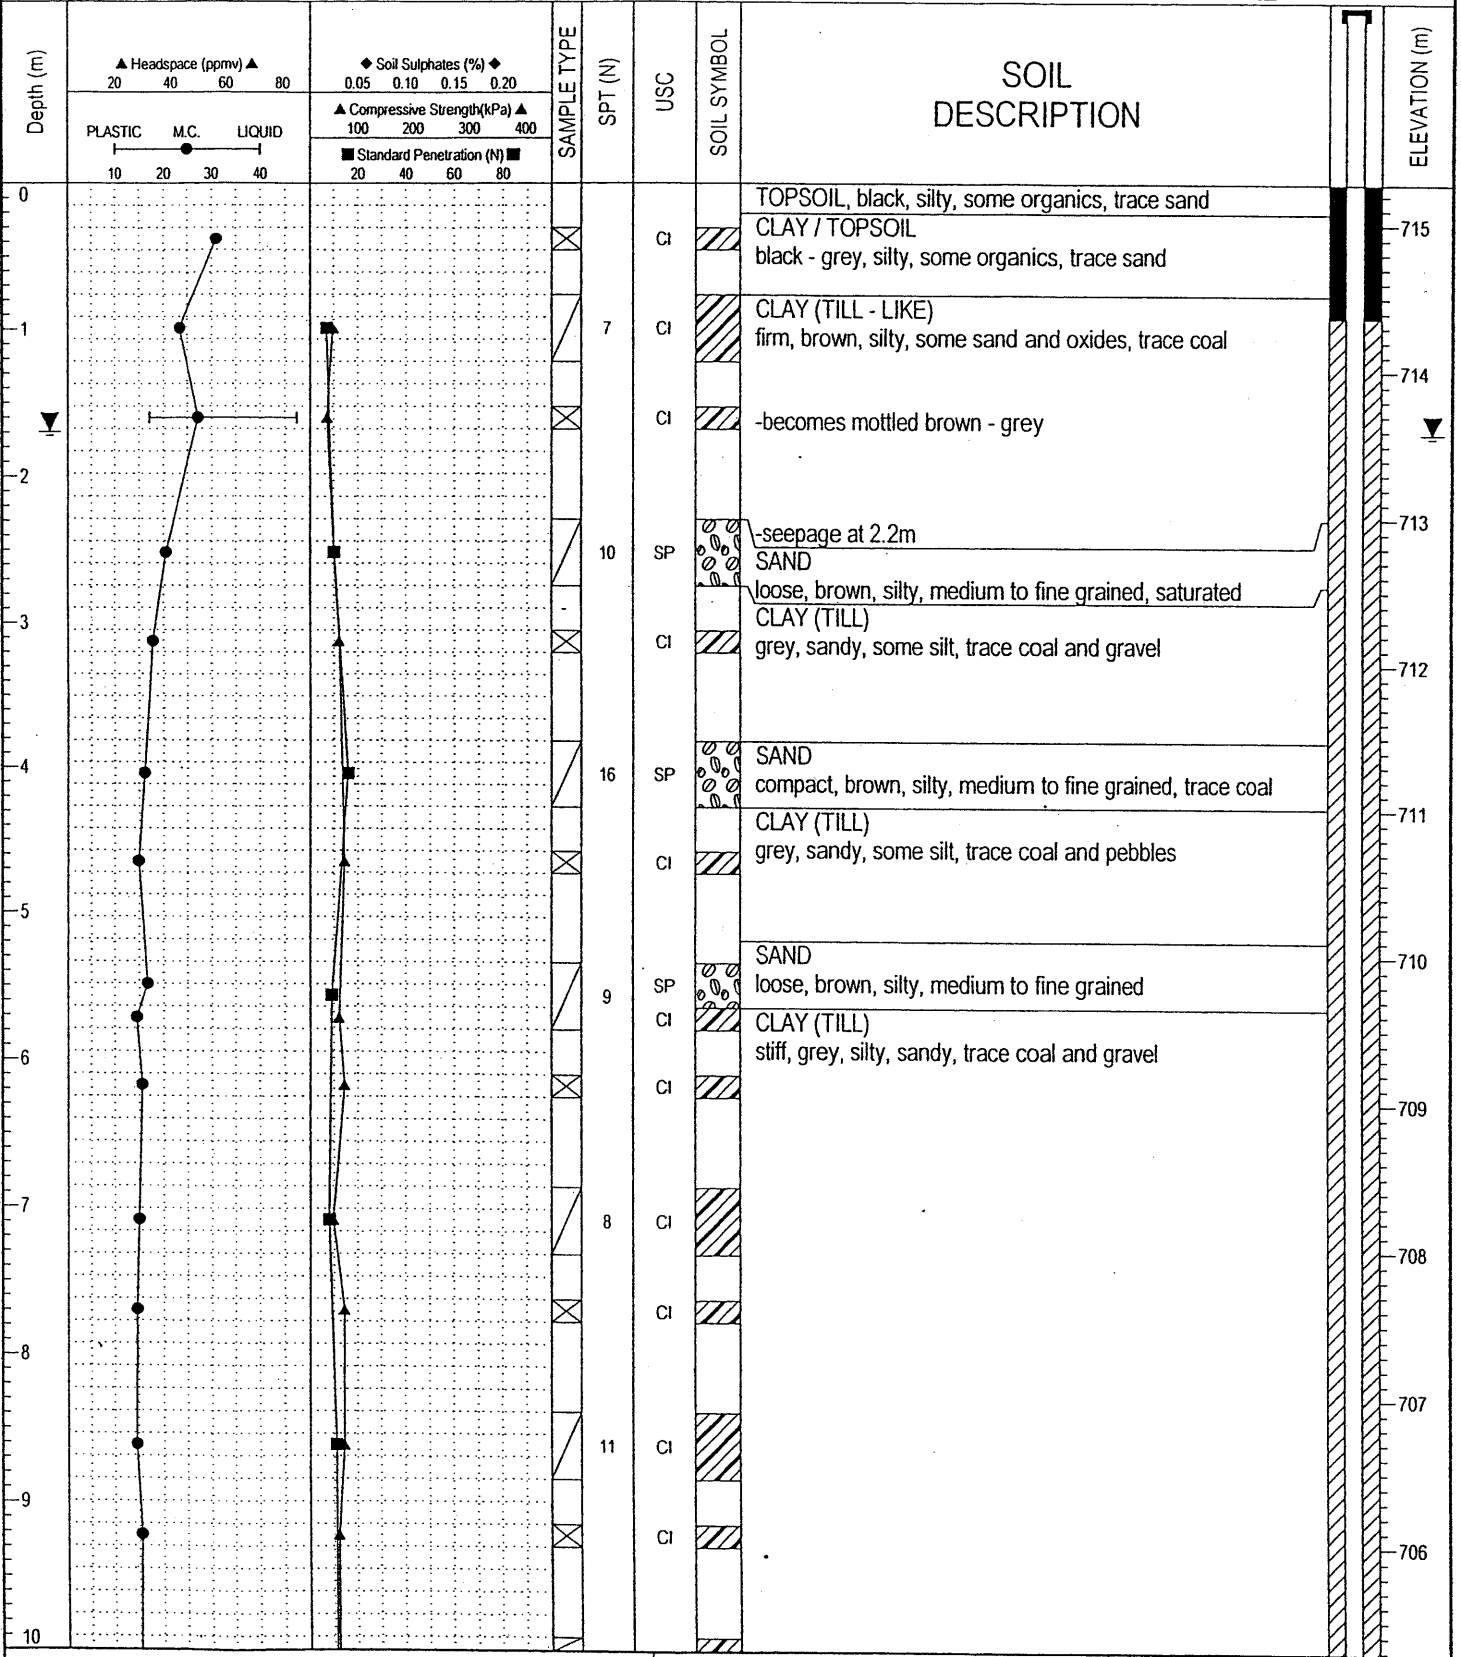 Depth (m)
▲ Headspace (ppmv) ▲
20 40 60 80
PLASTIC M.C. LIQUID
10 20 30 40
◆ Soil Sulphates (%) ◆
0.05 0.10 0.15 0.20
▲ Compressive Strength(kPa) ▲
100 200 300 400
■ Standard Penetration (N) ■
20 40 60 80
SAMPLE TYPE
SPT (N)
USC
SOIL SYMBOL
SOIL
DESCRIPTION
ELEVATION (m)
0
TOPSOIL, black, silty, some organics, trace sand
CI
CLAY / TOPSOIL
715
black - grey, silty, some organics, trace sand
1
7
CI
CLAY (TILL - LIKE)
firm, brown, silty, some sand and oxides, trace coal
714
CI
-becomes mottled brown - grey
2
713
-seepage at 2.2m
10
SP
SAND
loose, brown, silty, medium to fine grained, saturated
3
CLAY (TILL)
CI
grey, sandy, some silt, trace coal and gravel
712
4
16
SP
SAND
compact, brown, silty, medium to fine grained, trace coal
711
CLAY (TILL)
CI
grey, sandy, some silt, trace coal and pebbles
5
SAND
710
9
SP
loose, brown, silty, medium to fine grained
CI
CLAY (TILL)
stiff, grey, silty, sandy, trace coal and gravel
6
CI
709
7
8
CI
708
CI
8
707
11
CI
9
CI
706
10